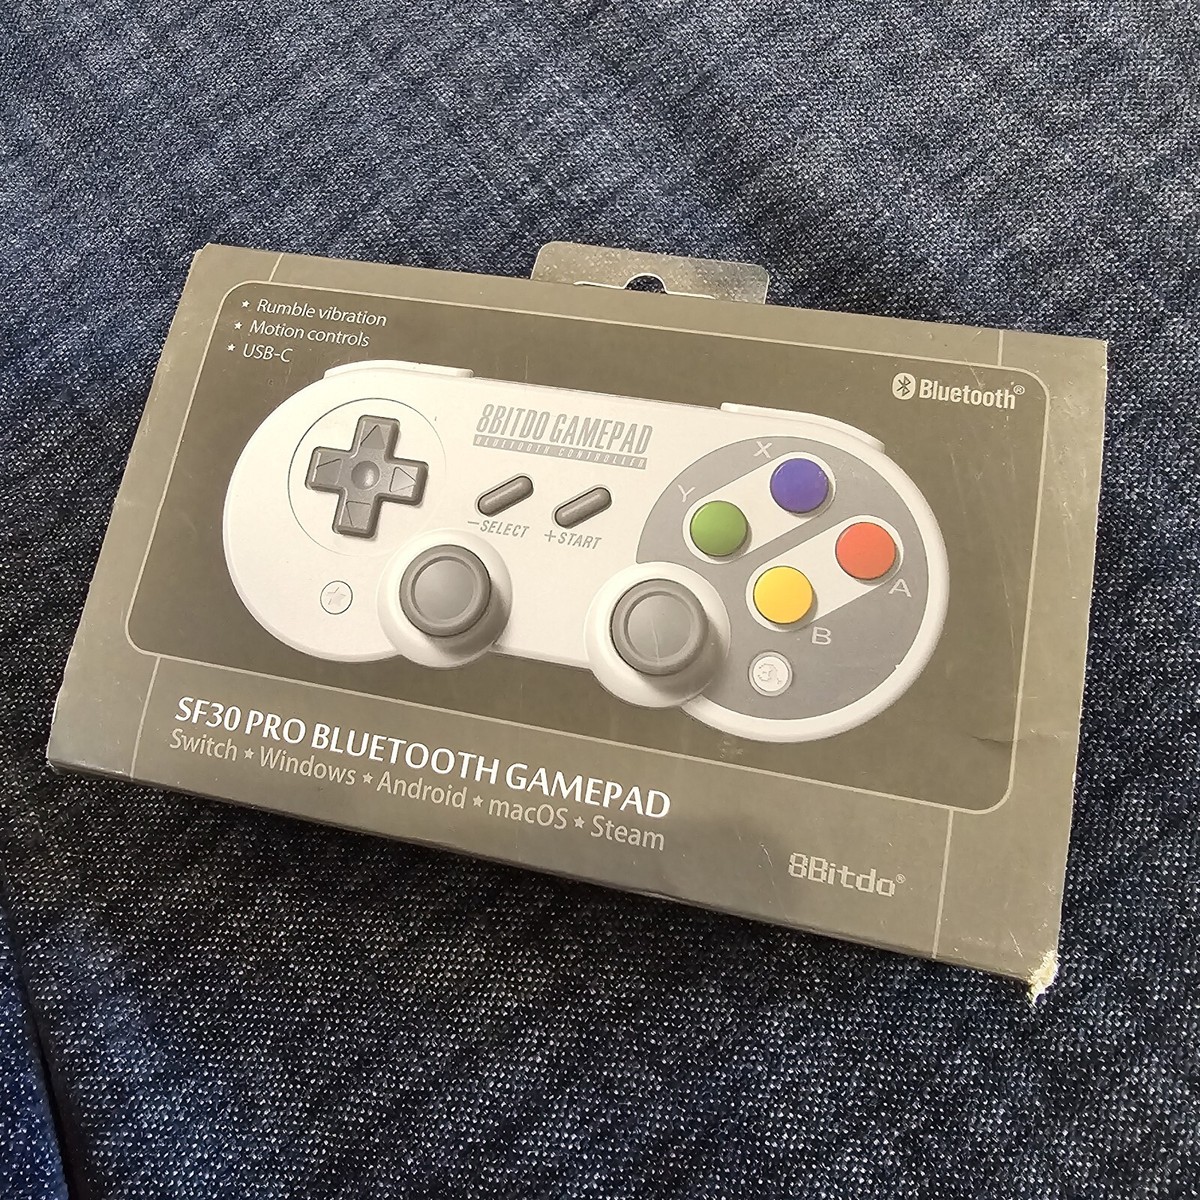 ★ Rumble vibration
★ Motion controls
★ USB-C
Bluetooth®
8BITDO GAMEPAD
BLUETOOTH CONTROLLER
X
Y
A
B
－SELECT
＋START
SF30 PRO BLUETOOTH GAMEPAD
Switch ★ Windows ★ Android ★ macOS ★ Steam
8Bitdo®